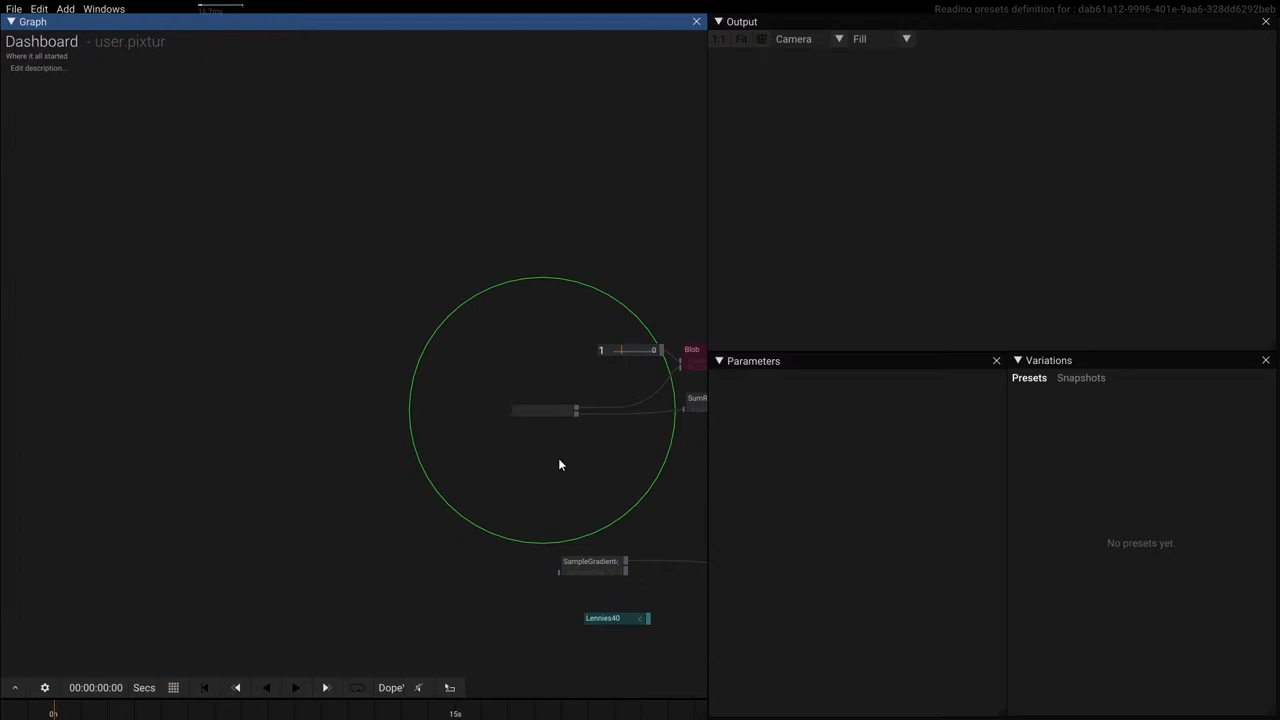 File Edit Add Windows
16.7ms
Reading presets definition for : dab61a12-9996-401e-9aa6-328dd6292beb
Graph
Output
Dashboard - user.pixtur
Where it all started
Edit description...
1:1 Fit Camera Fill
1 0
Blob
SumR
SampleGradient
Lennies40
Parameters
Variations
Presets Snapshots
No presets yet.
00:00:00:00 Secs
Dope'
0
15s